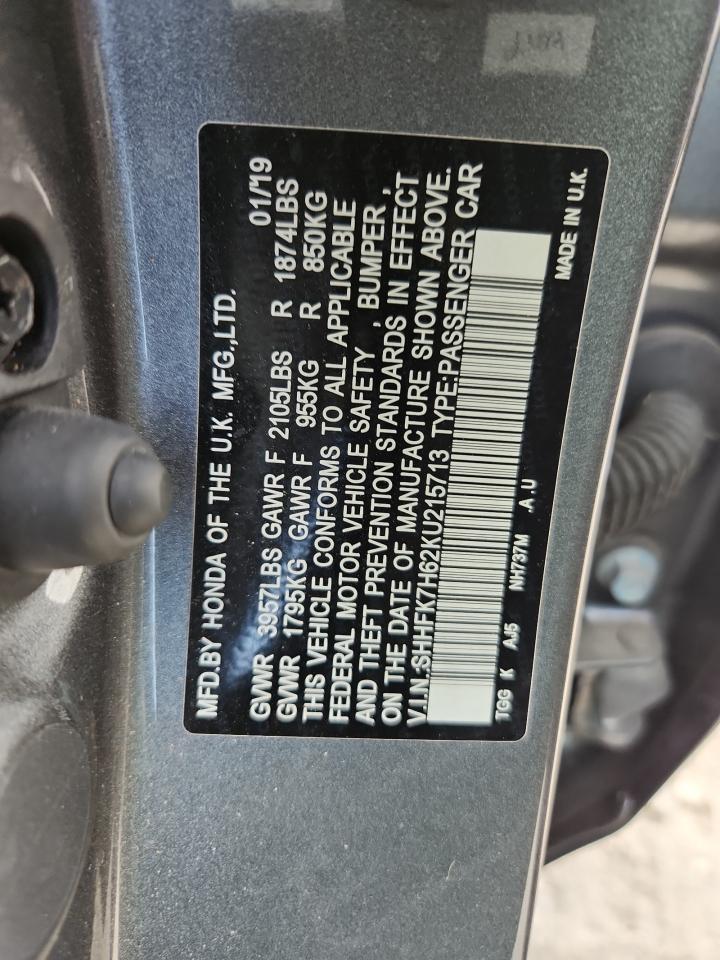 MFD.BY HONDA OF THE U.K. MFG.,LTD. 01/19
GVWR 3957LBS GAWR F 2105LBS R 1874LBS
GVWR 1795KG GAWR F 955KG R 850KG
THIS VEHICLE CONFORMS TO ALL APPLICABLE
FEDERAL MOTOR VEHICLE SAFETY , BUMPER ,
AND THEFT PREVENTION STANDARDS IN EFFECT
ON THE DATE OF MANUFACTURE SHOWN ABOVE.
V.I.N.:SHHFK7H62KU215713 TYPE:PASSENGER CAR
TGG K AJ5 NH737M .A.U MADE IN U.K.